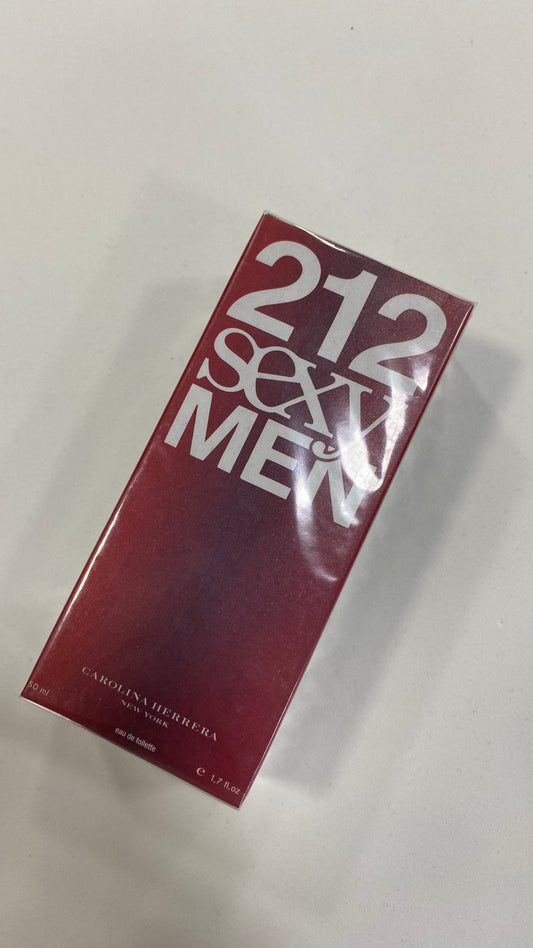 212
sexy
MEN
CAROLINA HERRERA
NEW YORK
50 ml
eau de toilette
e 1.7 fl.oz